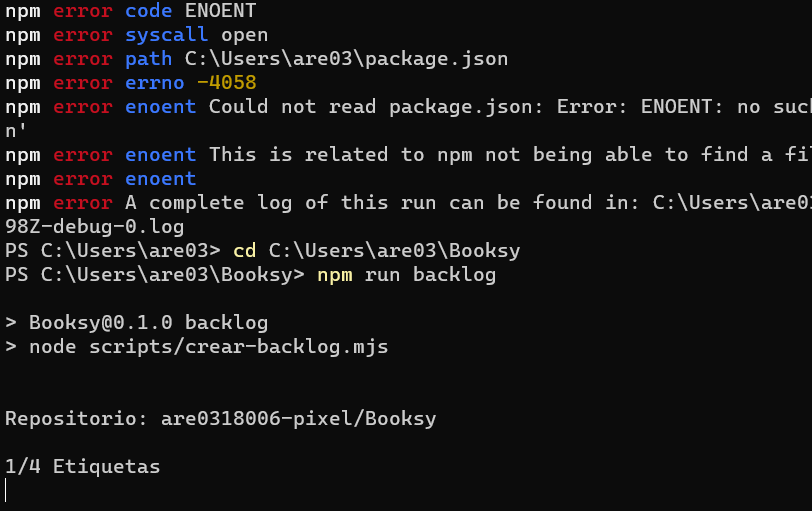 npm error code ENOENT
npm error syscall open
npm error path C:\Users\are03\package.json
npm error errno -4058
npm error enoent Could not read package.json: Error: ENOENT: no suc
n'
npm error enoent This is related to npm not being able to find a fi
npm error enoent
npm error A complete log of this run can be found in: C:\Users\are0
98Z-debug-0.log
PS C:\Users\are03> cd C:\Users\are03\Booksy
PS C:\Users\are03\Booksy> npm run backlog
> Booksy@0.1.0 backlog
> node scripts/crear-backlog.mjs
Repositorio: are0318006-pixel/Booksy
1/4 Etiquetas